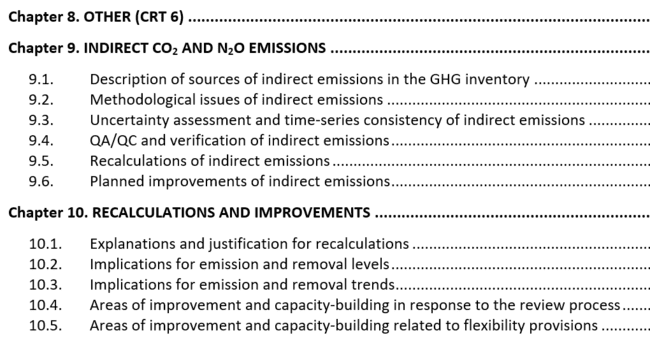 Chapter 8. OTHER (CRT 6) ................................................................
Chapter 9. INDIRECT CO₂ AND N₂O EMISSIONS ................................................................
9.1. Description of sources of indirect emissions in the GHG inventory ..........................
9.2. Methodological issues of indirect emissions ................................................................
9.3. Uncertainty assessment and time-series consistency of indirect emissions ..............
9.4. QA/QC and verification of indirect emissions................................................................
9.5. Recalculations of indirect emissions................................................................
9.6. Planned improvements of indirect emissions................................................................
Chapter 10. RECALCULATIONS AND IMPROVEMENTS ................................................................
10.1. Explanations and justification for recalculations ........................................................
10.2. Implications for emission and removal levels................................................................
10.3. Implications for emission and removal trends................................................................
10.4. Areas of improvement and capacity-building in response to the review process.......
10.5. Areas of improvement and capacity-building related to flexibility provisions ............